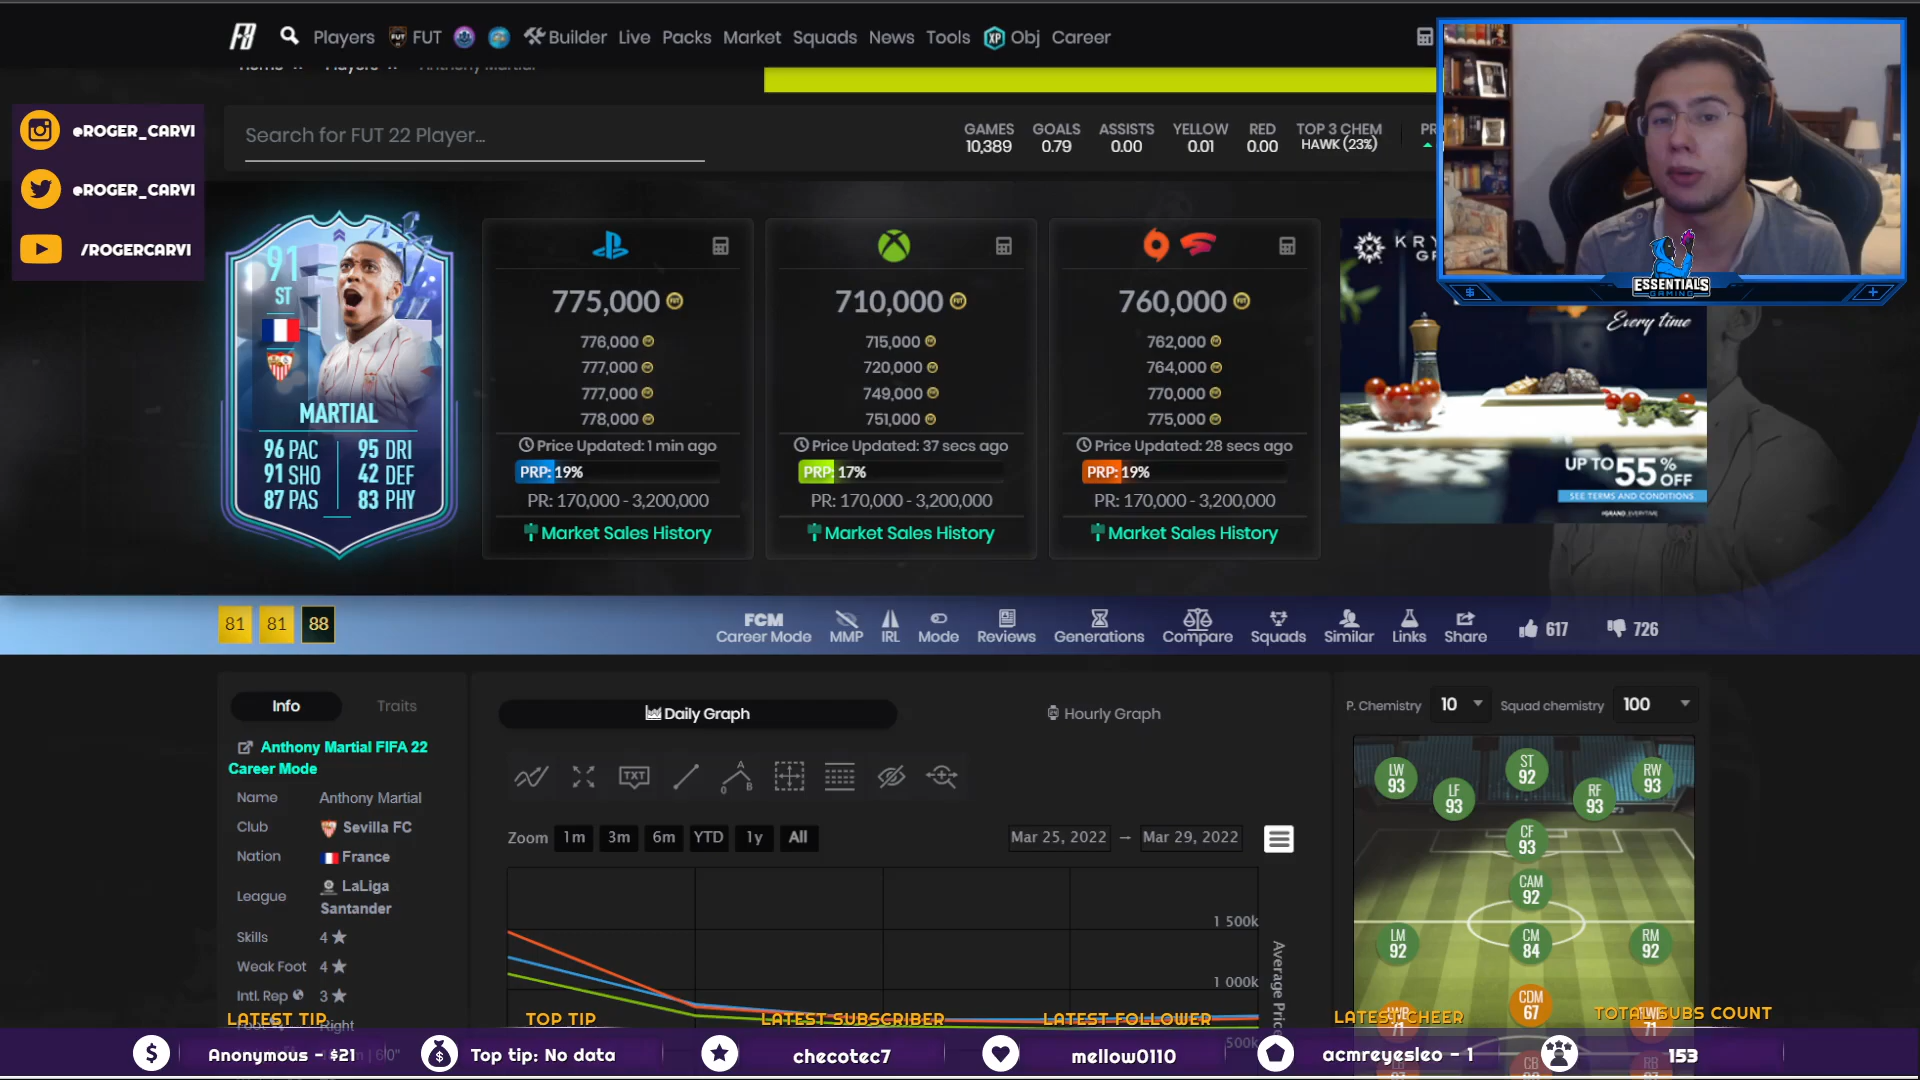 Players FUT Builder Live Packs Market Squads News Tools XP Obj Career
Anthony Martial
@ROGER_CARVI
@ROGER_CARVI
/ROGERCARVI
Search for FUT 22 Player...
GAMES GOALS ASSISTS YELLOW RED TOP 3 CHEM PR
10,389 0.79 0.00 0.01 0.00 HAWK (23%)
ESSENTIALS
GAMING
91
ST
MARTIAL
96 PAC 95 DRI
91 SHO 42 DEF
87 PAS 83 PHY
775,000
776,000
777,000
777,000
778,000
Price Updated: 1 min ago
PRP: 19%
PR: 170,000 - 3,200,000
Market Sales History
710,000
715,000
720,000
749,000
751,000
Price Updated: 37 secs ago
PRP: 17%
PR: 170,000 - 3,200,000
Market Sales History
760,000
762,000
764,000
770,000
775,000
Price Updated: 28 secs ago
PRP: 19%
PR: 170,000 - 3,200,000
Market Sales History
Every time
UP TO 55% OFF
SEE TERMS AND CONDITIONS
81 81 88
FCM
Career Mode MMP IRL Mode Reviews Generations Compare Squads Similar Links Share 617 726
Info Traits
Anthony Martial FIFA 22
Career Mode
Name Anthony Martial
Club Sevilla FC
Nation France
League LaLiga
Santander
Skills 4
Weak Foot 4
Intl. Rep 3
Right
Daily Graph Hourly Graph
TXT
A
0 B
Zoom 1m 3m 6m YTD 1y All
Mar 25, 2022 → Mar 29, 2022
1 500k
1 000k
500k
Average Price
P. Chemistry 10 Squad chemistry 100
LW
93
LF
93
ST
92
RF
93
RW
93
CF
93
CAM
92
LM
92
CM
84
RM
92
CDM
67
71
71
CB
LATEST TIP TOP TIP LATEST SUBSCRIBER LATEST FOLLOWER LATEST CHEER TOTAL SUBS COUNT
Anonymous - $21 Top tip: No data checotec7 mellow0110 acmreyesleo - 1 153